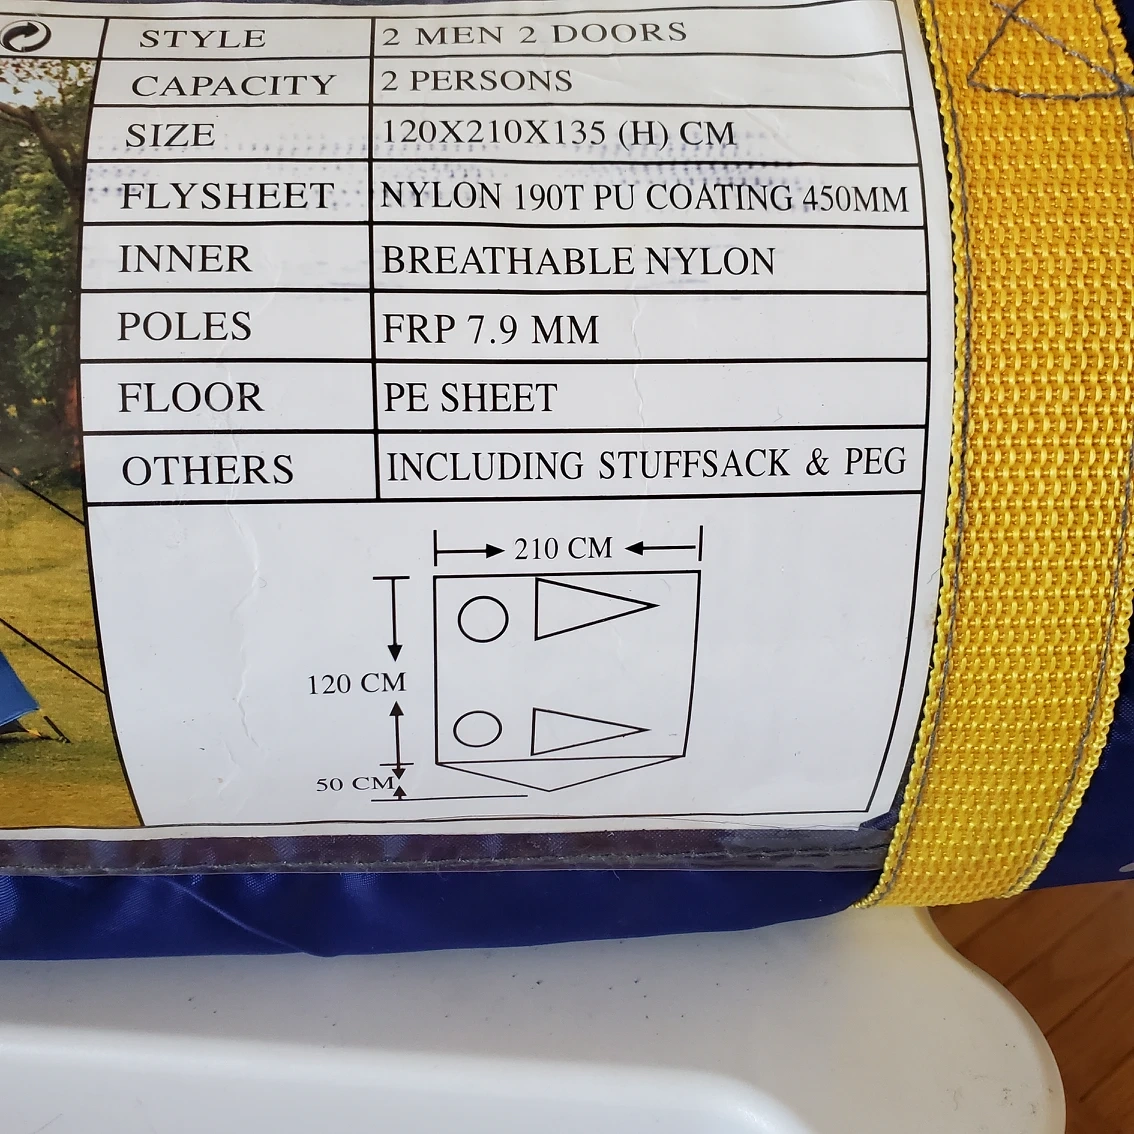 STYLE 2 MEN 2 DOORS
CAPACITY 2 PERSONS
SIZE 120X210X135 (H) CM
FLYSHEET NYLON 190T PU COATING 450MM
INNER BREATHABLE NYLON
POLES FRP 7.9 MM
FLOOR PE SHEET
OTHERS INCLUDING STUFFSACK & PEG
210 CM
120 CM
50 CM